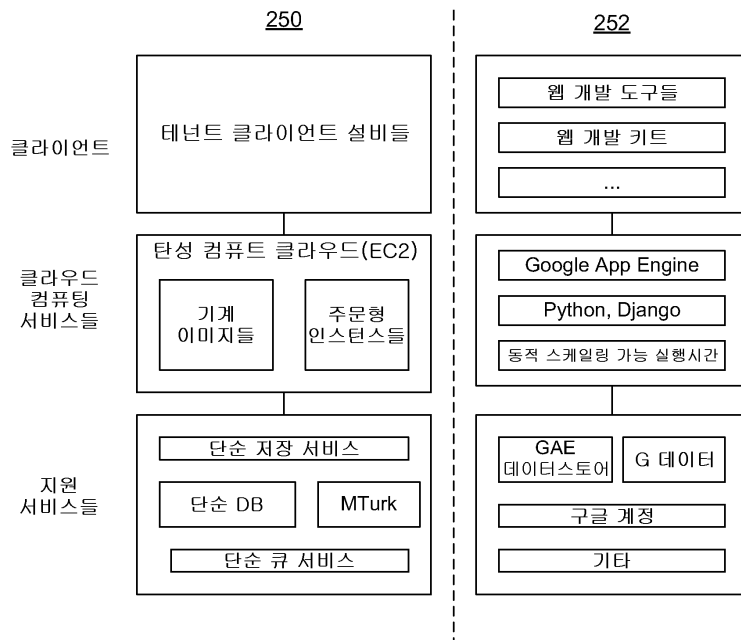 250
252
클라이언트
테넌트 클라이언트 설비들
웹 개발 도구들
웹 개발 키트
...
클라우드
컴퓨팅
서비스들
탄성 컴퓨트 클라우드(EC2)
기계
이미지들
주문형
인스턴스들
Google App Engine
Python, Django
동적 스케일링 가능 실행시간
지원
서비스들
단순 저장 서비스
단순 DB
MTurk
단순 큐 서비스
GAE
데이터스토어
G 데이터
구글 계정
기타